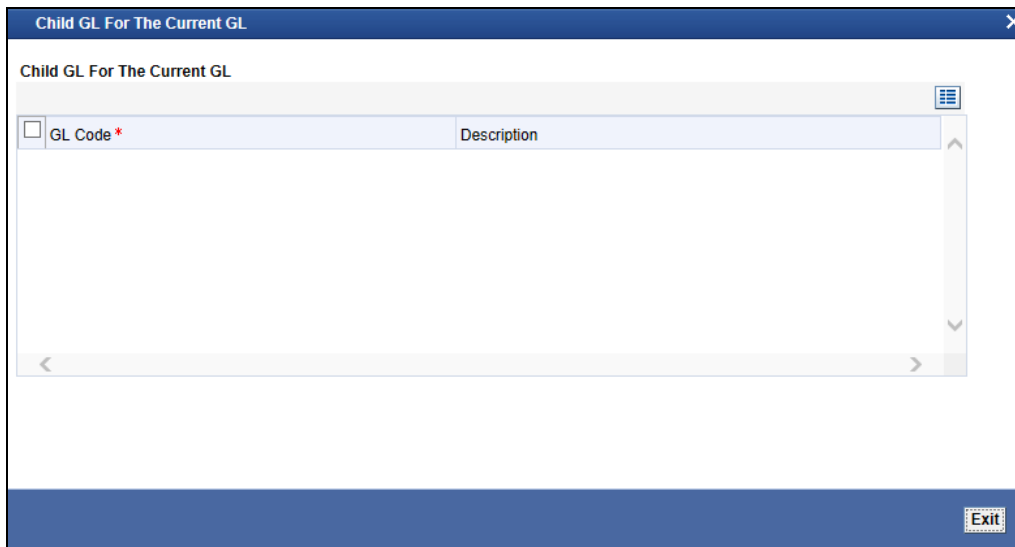 Child GL For The Current GL
Child GL For The Current GL
GL Code * Description
Exit